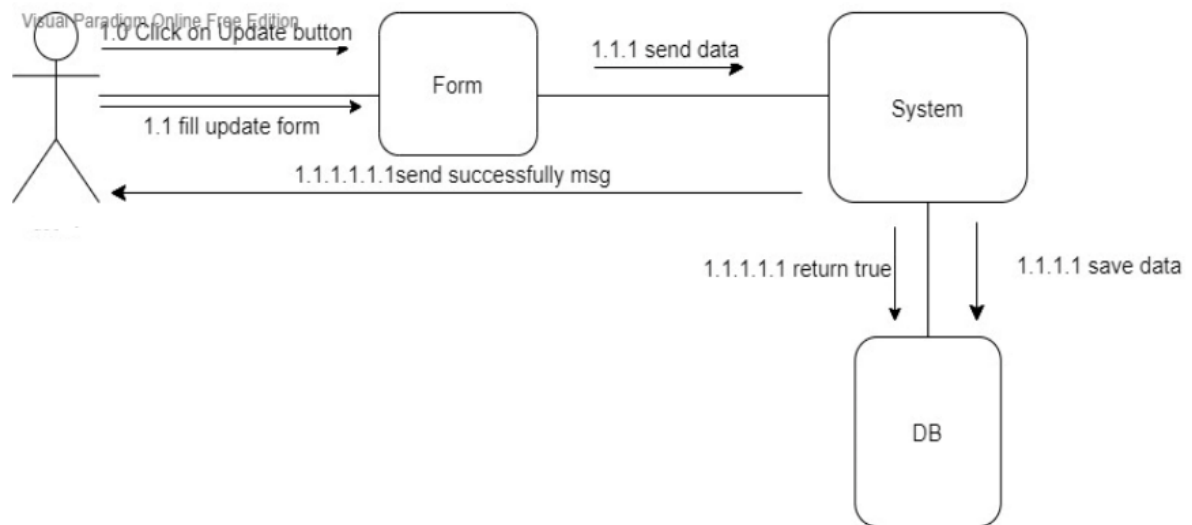 Visual Paradigm Online Free Edition
1.0 Click on Update button
1.1.1 send data
Form
System
1.1 fill update form
1.1.1.1.1.1send successfully msg
1.1.1.1.1 return true
1.1.1.1 save data
DB